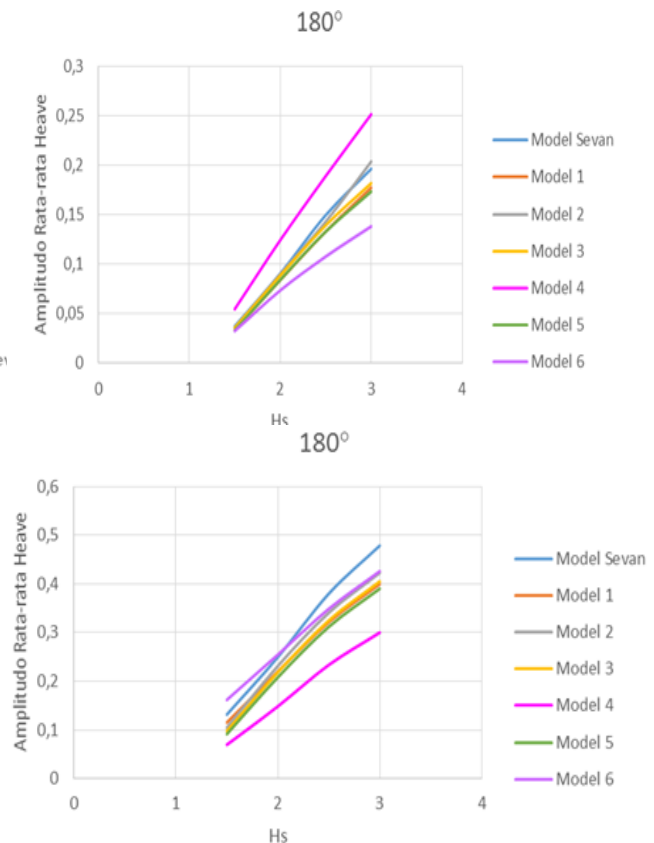 180°
Amplitudo Rata-rata Heave
0,3
0,25
0,2
0,15
0,1
0,05
0
0 1 2 3 4
Hs
Model Sevan
Model 1
Model 2
Model 3
Model 4
Model 5
Model 6
180°
Amplitudo Rata-rata Heave
0,6
0,5
0,4
0,3
0,2
0,1
0
0 1 2 3 4
Hs
Model Sevan
Model 1
Model 2
Model 3
Model 4
Model 5
Model 6